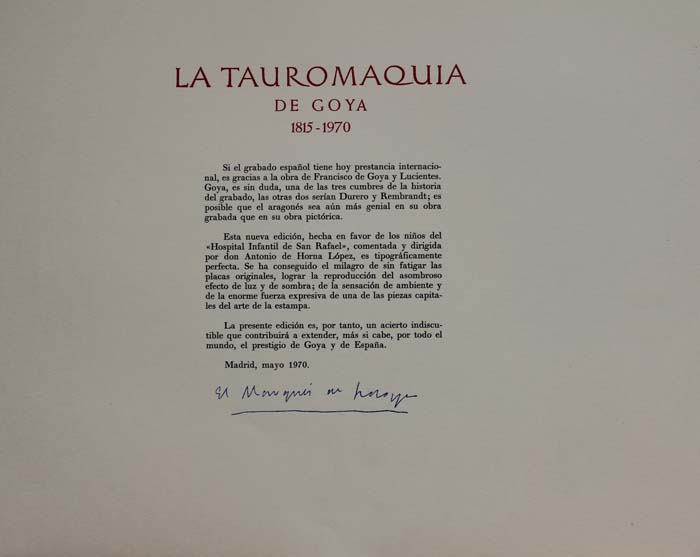 LA TAUROMAQUIA
DE GOYA
1815-1970
Si el grabado español tiene hoy prestancia internacio-
nal, es gracias a la obra de Francisco de Goya y Lucientes.
Goya, es sin duda, una de las tres cumbres de la historia
del grabado, las otras dos serían Durero y Rembrandt; es
posible que el aragonés sea aún más genial en su obra
grabada que en su obra pictórica.
Esta nueva edición, hecha en favor de los niños del
«Hospital Infantil de San Rafael», comentada y dirigida
por don Antonio de Horna López, es tipográficamente
perfecta. Se ha conseguido el milagro de sin fatigar las
placas originales, lograr la reproducción del asombroso
efecto de luz y de sombra; de la sensación de ambiente y
de la enorme fuerza expresiva de una de las piezas capita-
les del arte de la estampa.
La presente edición es, por tanto, un acierto indiscu-
tible que contribuirá a extender, más si cabe, por todo el
mundo, el prestigio de Goya y de España.
Madrid, mayo 1970.
El Marqués de Lozoya